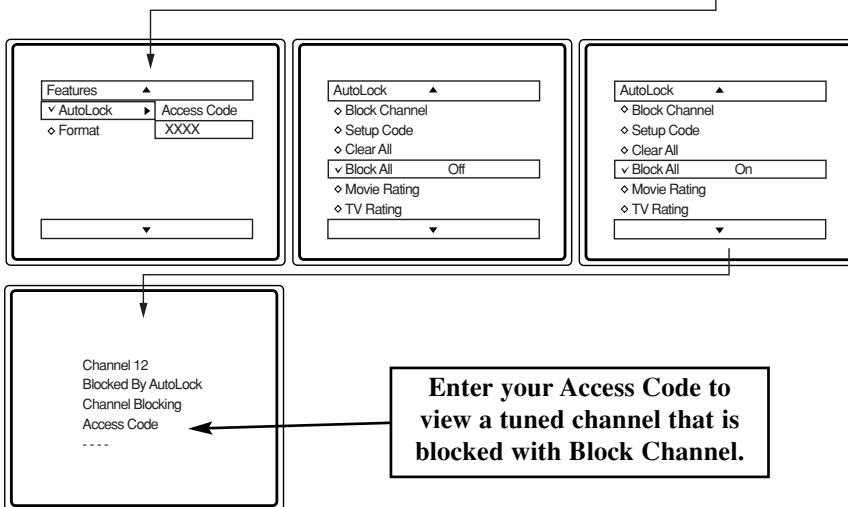 Features
AutoLock Access Code
Format XXXX
AutoLock
Block Channel
Setup Code
Clear All
Block All Off
Movie Rating
TV Rating
AutoLock
Block Channel
Setup Code
Clear All
Block All On
Movie Rating
TV Rating
Channel 12
Blocked By AutoLock
Channel Blocking
Access Code
- - - -
Enter your Access Code to
view a tuned channel that is
blocked with Block Channel.